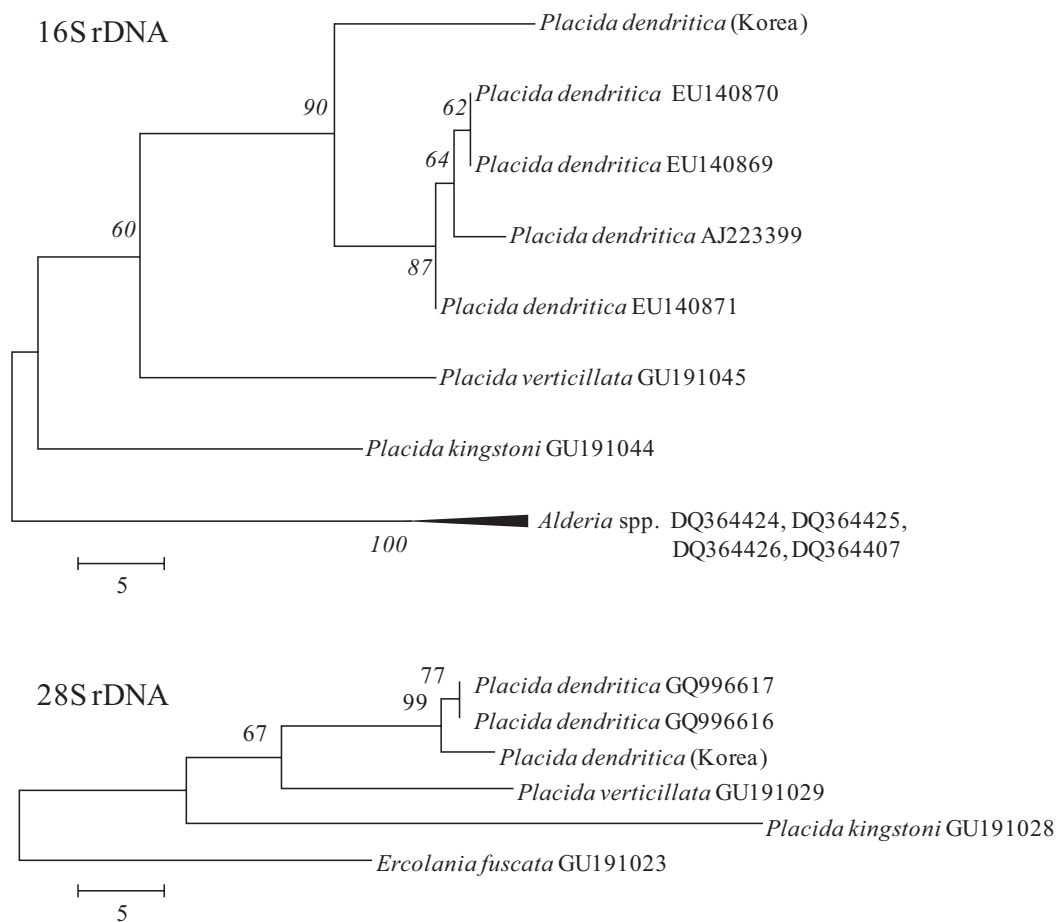 16S rDNA
Placida dendritica (Korea)
90
62
Placida dendritica EU140870
64
Placida dendritica EU140869
60
Placida dendritica AJ223399
87
Placida dendritica EU140871
Placida verticillata GU191045
Placida kingstoni GU191044
Alderia spp. DQ364424, DQ364425,
100
DQ364426, DQ364407
5
28S rDNA
77
Placida dendritica GQ996617
99
Placida dendritica GQ996616
67
Placida dendritica (Korea)
Placida verticillata GU191029
Placida kingstoni GU191028
Ercolania fuscata GU191023
5